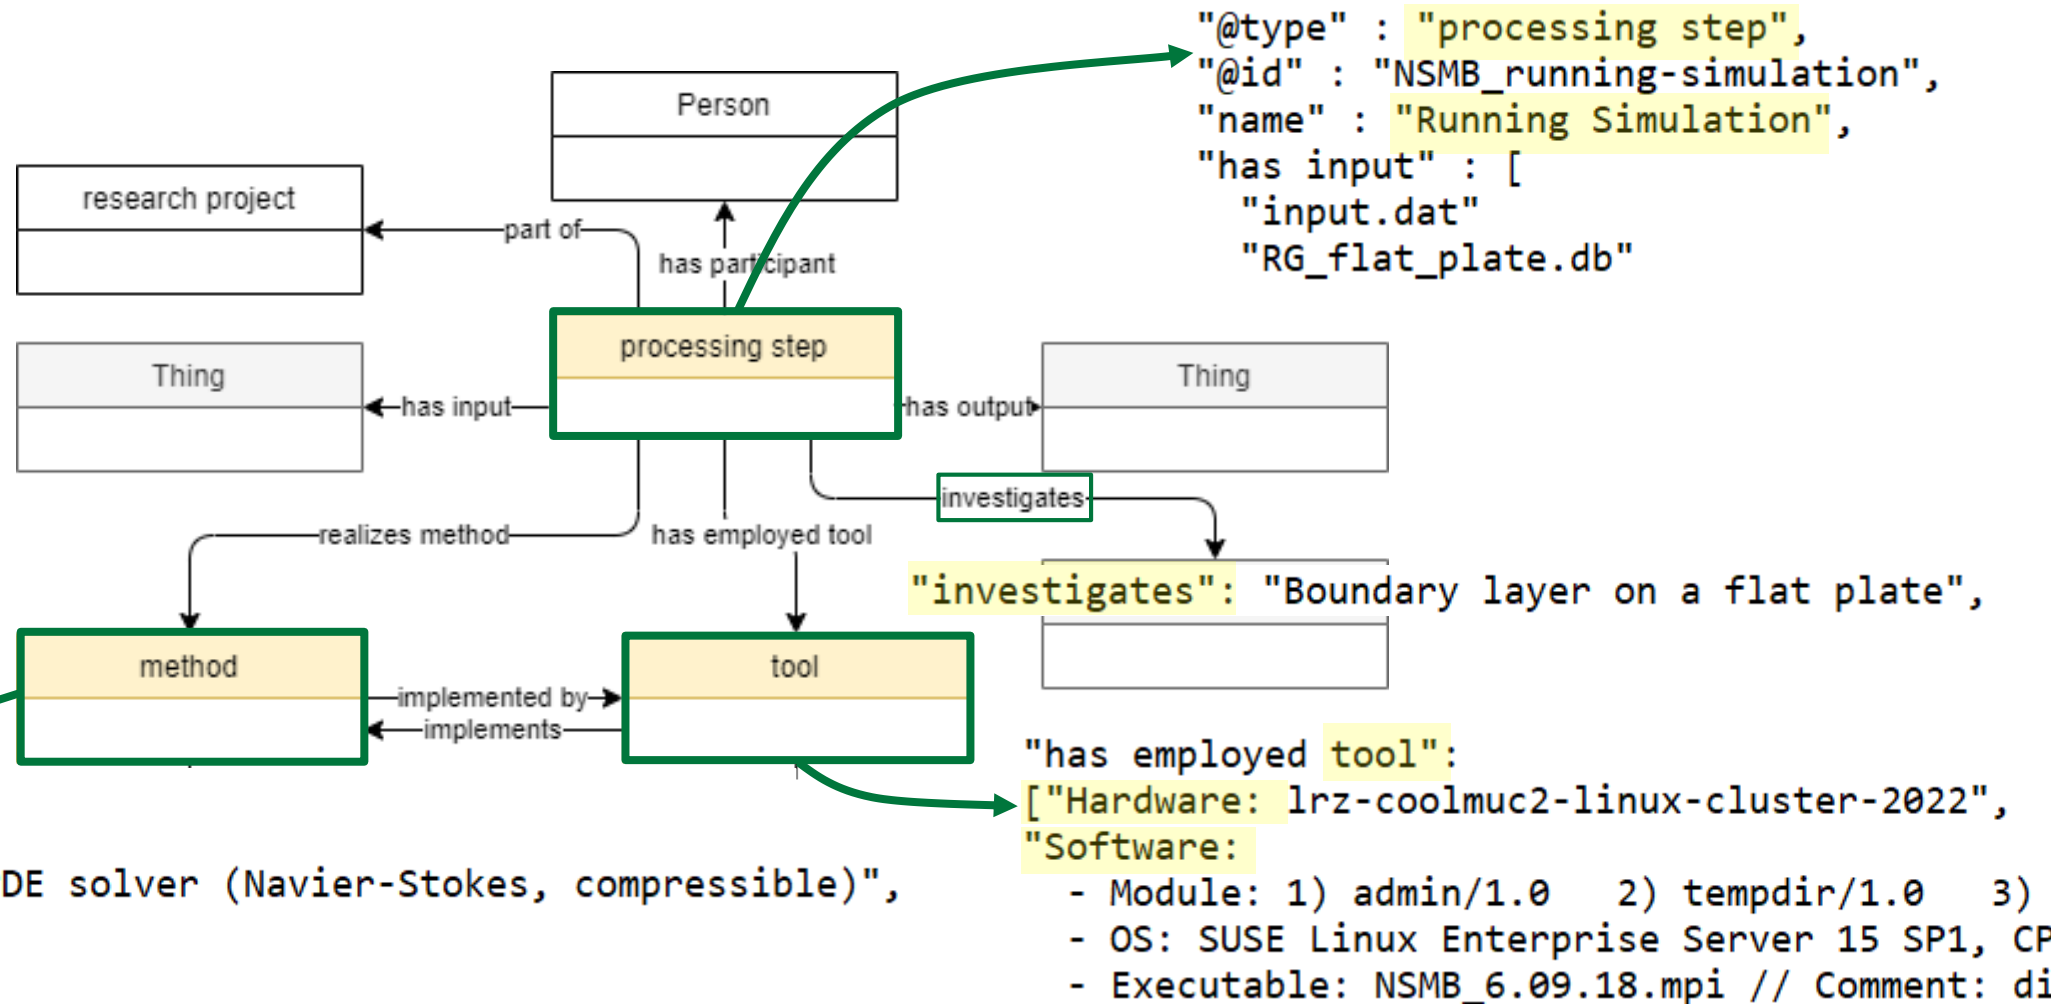 "@type" : "processing step",
"@id" : "NSMB_running-simulation",
"name" : "Running Simulation",
"has input" : [
"input.dat"
"RG_flat_plate.db"
Person
research project
part of
has participant
processing step
Thing
Thing
has input
has output
investigates
realizes method
has employed tool
"investigates": "Boundary layer on a flat plate",
method
tool
implemented by
implements
"has employed tool":
["Hardware: lrz-coolmuc2-linux-cluster-2022",
"Software:
DE solver (Navier-Stokes, compressible)",
- Module: 1) admin/1.0 2) tempdir/1.0 3)
- OS: SUSE Linux Enterprise Server 15 SP1, CP
- Executable: NSMB_6.09.18.mpi // Comment: di